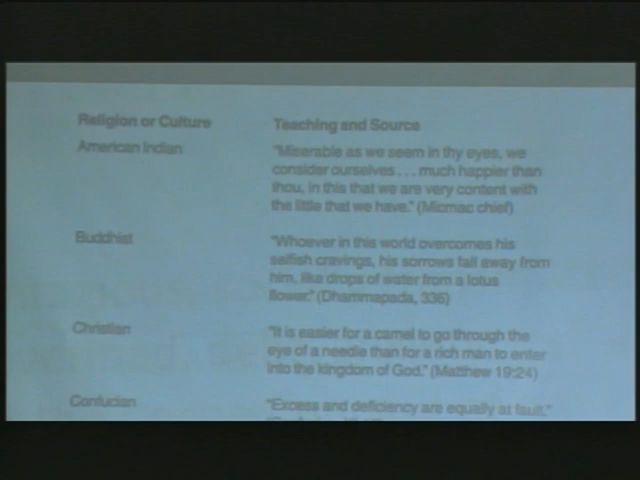 Religion or Culture Teaching and Source
American Indian "Miserable as we seem in thy eyes, we
consider ourselves . . . much happier than
thou, in this that we are very content with
the little that we have." (Micmac chief)
Buddhist "Whoever in this world overcomes his
selfish cravings, his sorrows fall away from
him, like drops of water from a lotus
flower." (Dhammapada, 336)
Christian "It is easier for a camel to go through the
eye of a needle than for a rich man to enter
into the kingdom of God." (Matthew 19:24)
Confucian "Excess and deficiency are equally at fault."